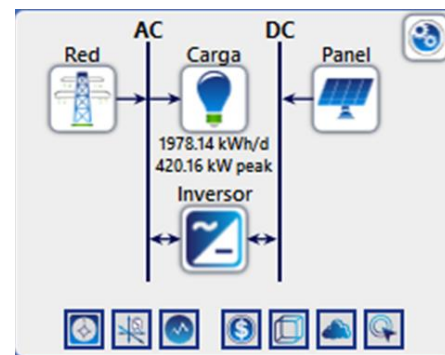 AC DC
Red Carga Panel
1978.14 kWh/d
420.16 kW peak
Inversor